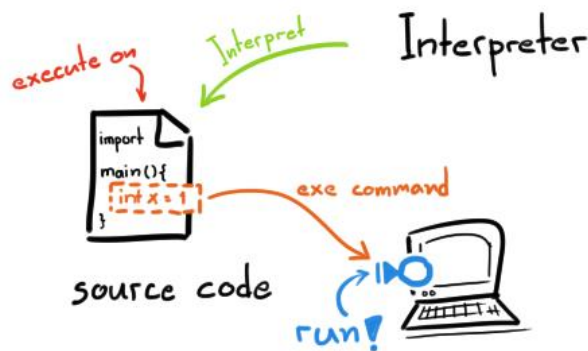 Interpreter
Interpret
execute on
import
main(){
int x = 1
}
exe command
source code
run!